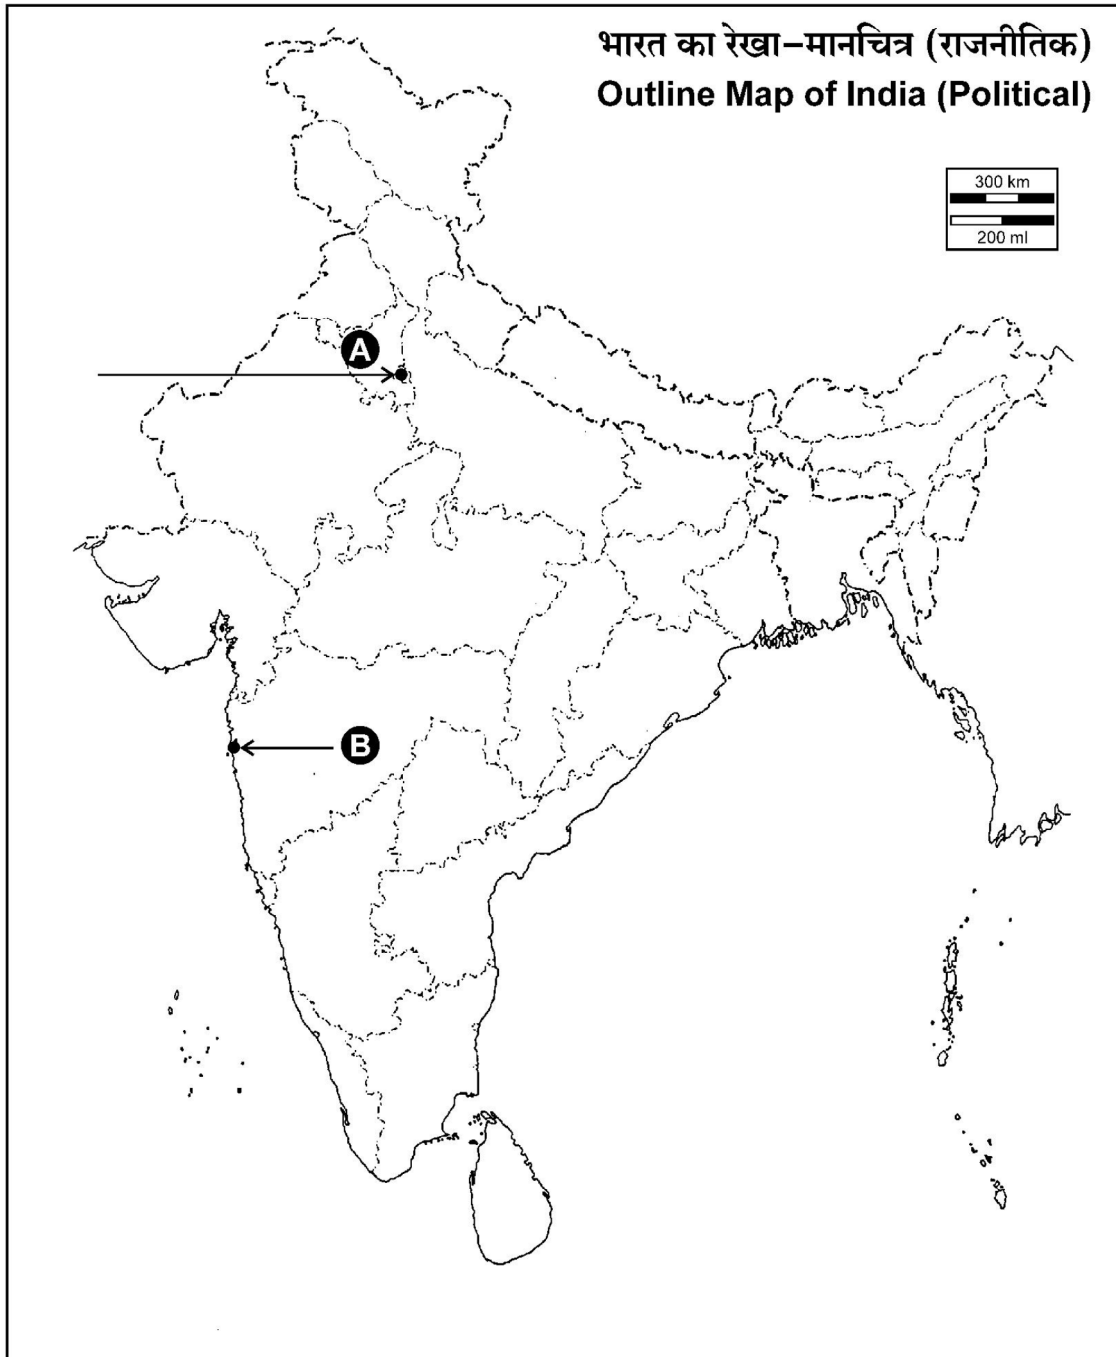 भारत का रेखा-मानचित्र (राजनीतिक)
Outline Map of India (Political)
300 km
200 ml
A
B